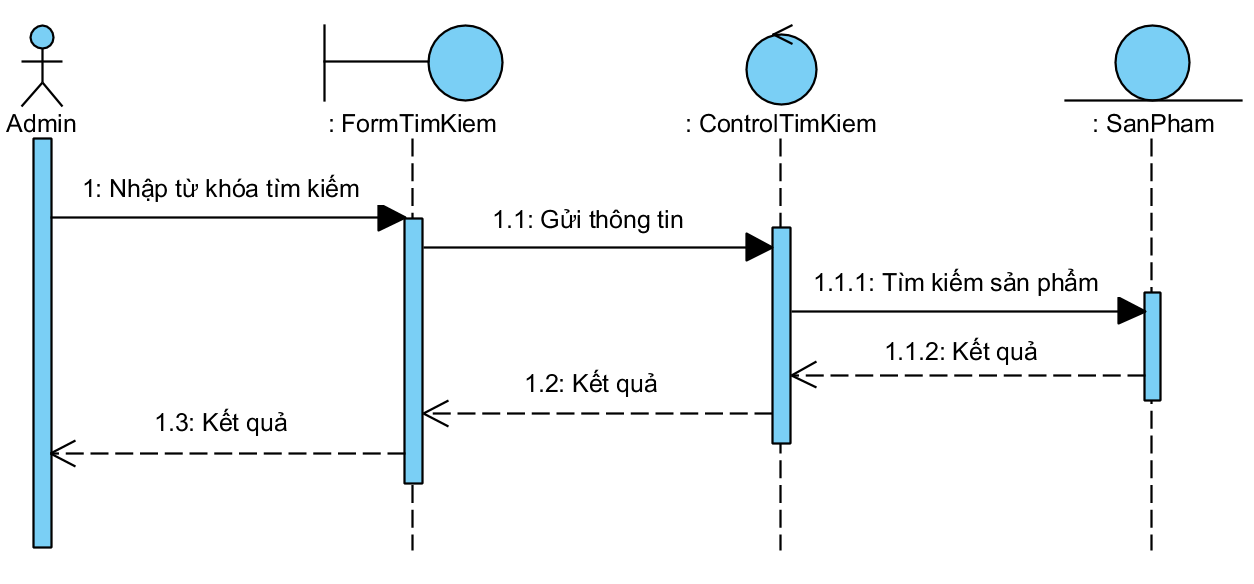 Admin
: FormTimKiem
: ControlTimKiem
: SanPham
1: Nhập từ khóa tìm kiếm
1.1: Gửi thông tin
1.1.1: Tìm kiếm sản phẩm
1.1.2: Kết quả
1.2: Kết quả
1.3: Kết quả